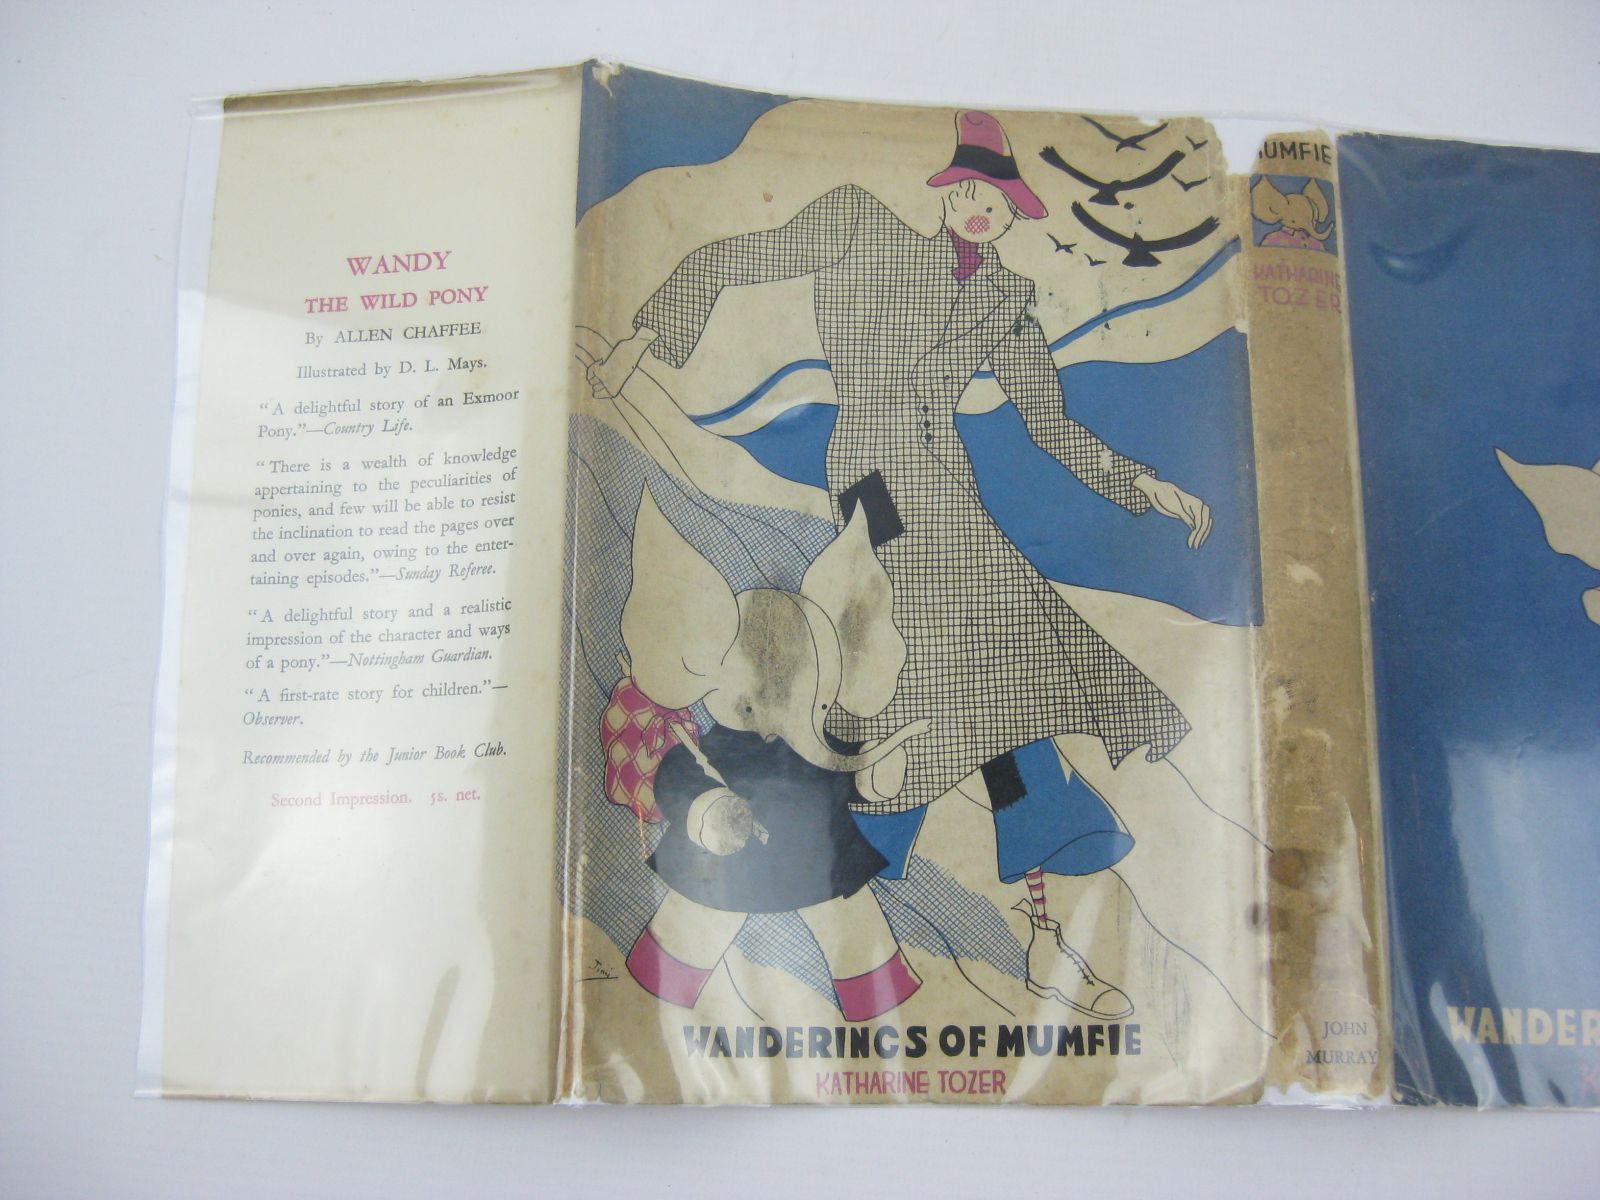 WANDY
THE WILD PONY
By ALLEN CHAFFEE
Illustrated by D. L. Mays.
“A delightful story of an Exmoor
Pony.”—Country Life.
“There is a wealth of knowledge
appertaining to the peculiarities of
ponies, and few will be able to resist
the inclination to read the pages over
and over again, owing to the enter-
taining episodes.”—Sunday Referee.
“A delightful story and a realistic
impression of the character and ways
of a pony.”—Nottingham Guardian.
“A first-rate story for children.”—
Observer.
Recommended by the Junior Book Club.
Second Impression. 5s. net.
WANDERINGS OF MUMFIE
KATHARINE TOZER
MUMFIE
KATHARINE
TOZER
JOHN
MURRAY
WANDER
K